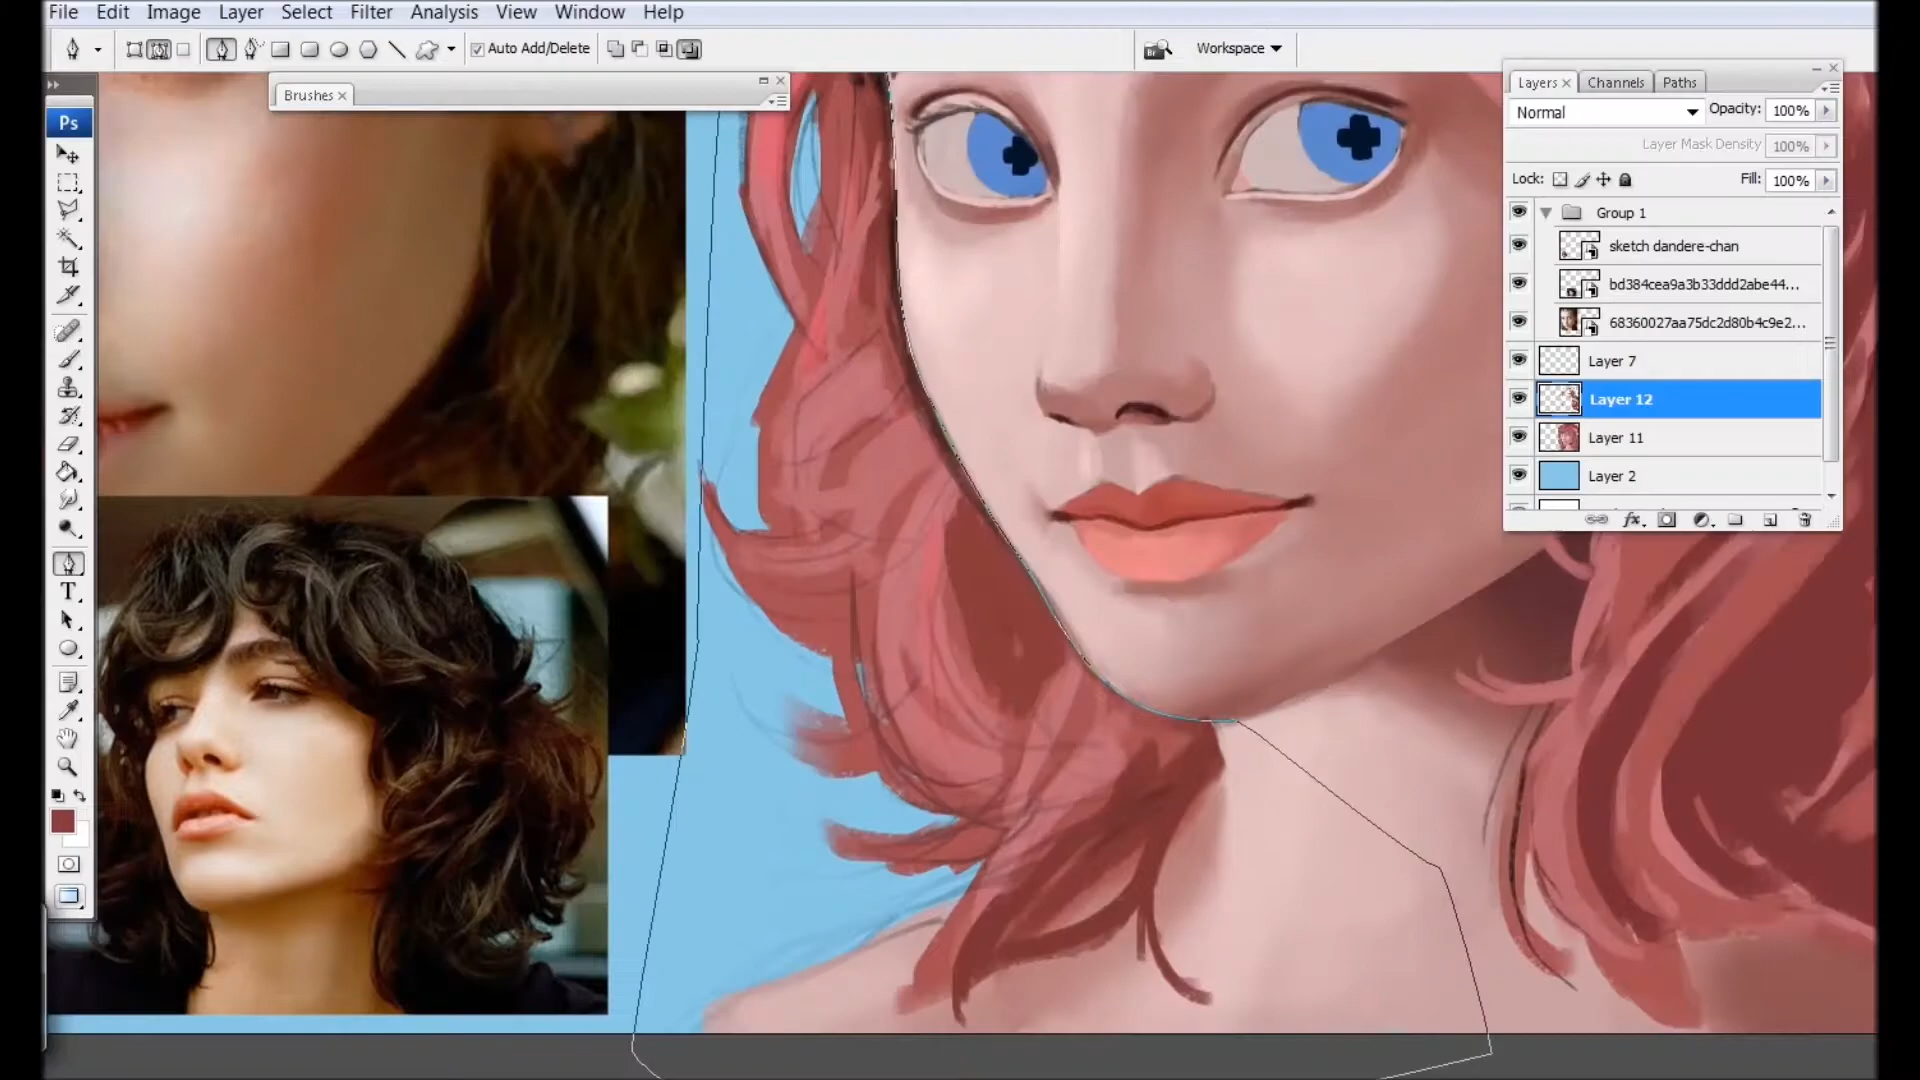 File Edit Image Layer Select Filter Analysis View Window Help
Auto Add/Delete
Br
Workspace
Brushes ×
Ps
T
Layers × Channels Paths
Normal Opacity: 100%
Layer Mask Density 100%
Lock: Fill: 100%
Group 1
sketch dandere-chan
bd384cea9a3b33ddd2abe44...
68360027aa75dc2d80b4c9e2...
Layer 7
Layer 12
Layer 11
Layer 2
fx